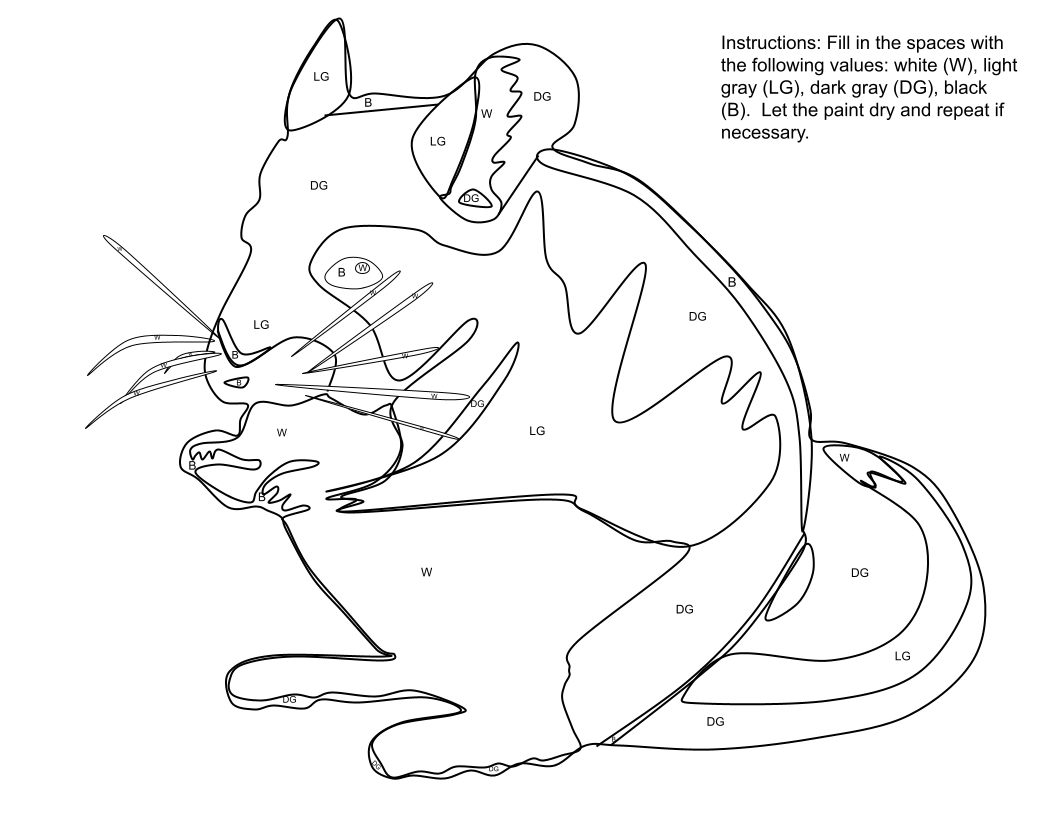 Instructions: Fill in the spaces with
the following values: white (W), light
gray (LG), dark gray (DG), black
(B).  Let the paint dry and repeat if
necessary.
LG
B
DG
W
LG
DG
DG
W
B
W
B
W
W
DG
LG
W
W
B
W
W
B
W
W
DG
LG
W
W
B
B
W
DG
W
DG
LG
DG
DG
B
DG
DG